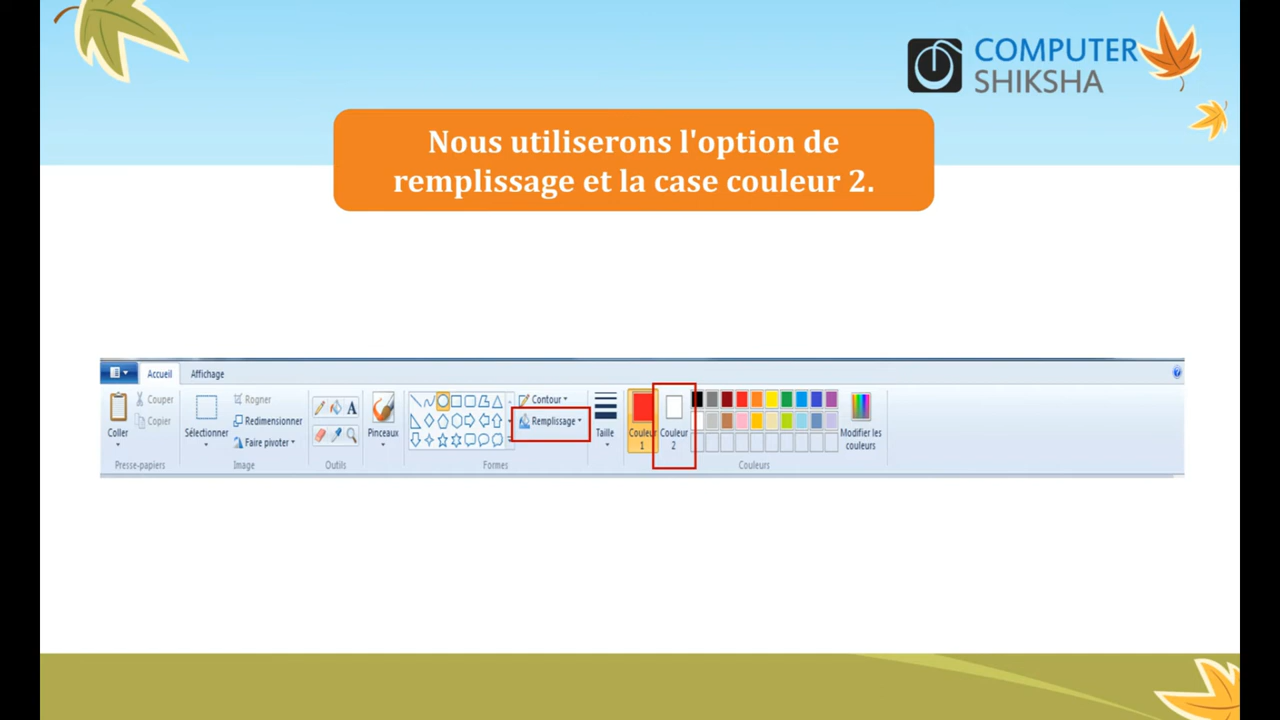 COMPUTER
SHIKSHA
Nous utiliserons l'option de
remplissage et la case couleur 2.
Accueil Affichage
Coller
Couper
Copier
Presse-papiers
Sélectionner
Rogner
Redimensionner
Faire pivoter
Image
A
Outils
Pinceaux
Contour
Remplissage
Formes
Taille
Couleur
1
Couleur
2
Modifier les
couleurs
Couleurs